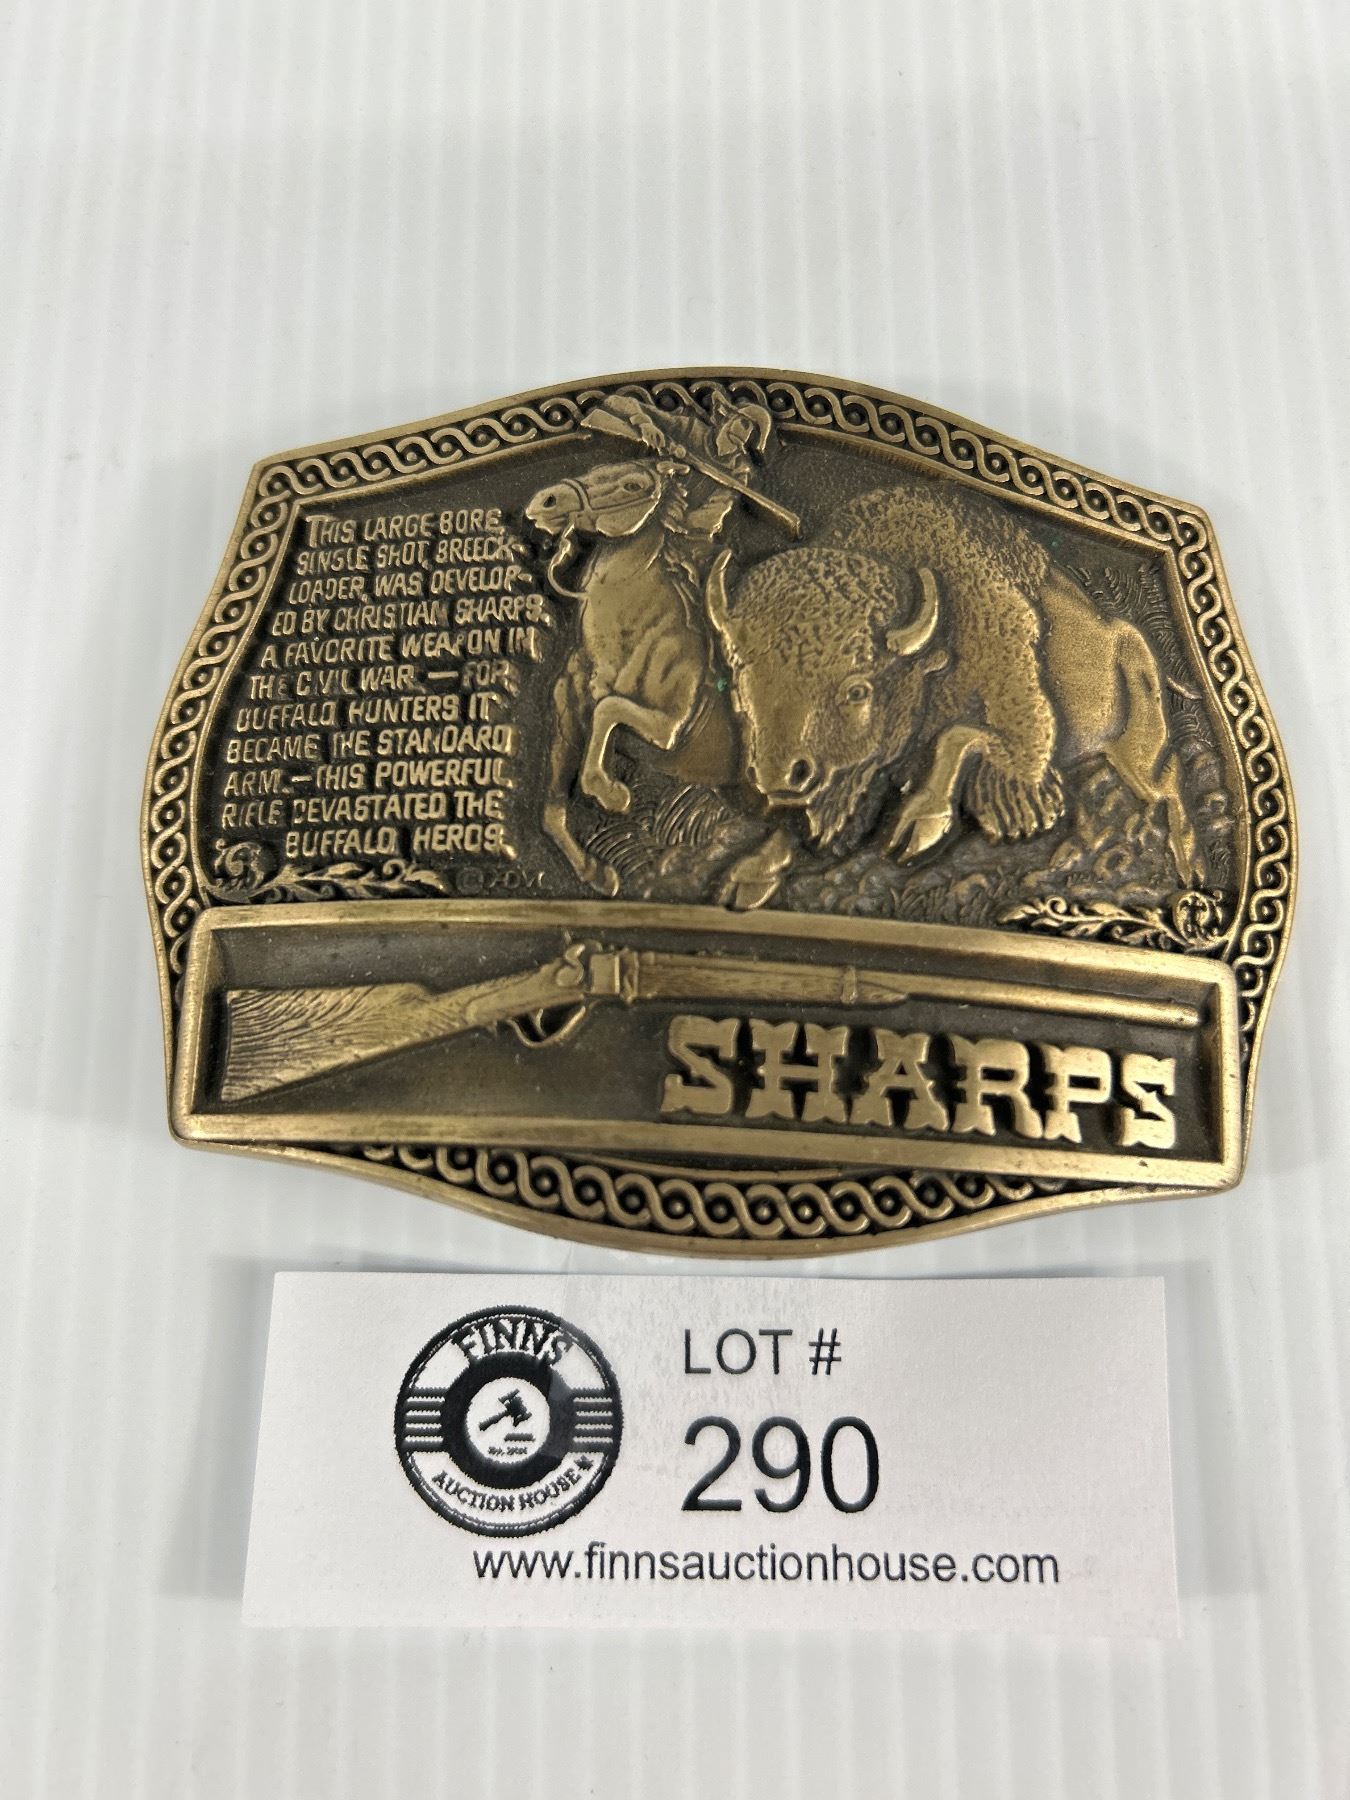 THIS LARGE BORE,
SINGLE SHOT, BREECH-
LOADER, WAS DEVELOP-
ED BY CHRISTIAN SHARPS.
A FAVORITE WEAPON IN
THE CIVIL WAR — FOR
BUFFALO HUNTERS IT
BECAME THE STANDARD
ARM. — THIS POWERFUL
RIFLE DEVASTATED THE
BUFFALO HERDS.
SHARPS
FINNS
AUCTION HOUSE
LOT #
290
www.finnsauctionhouse.com